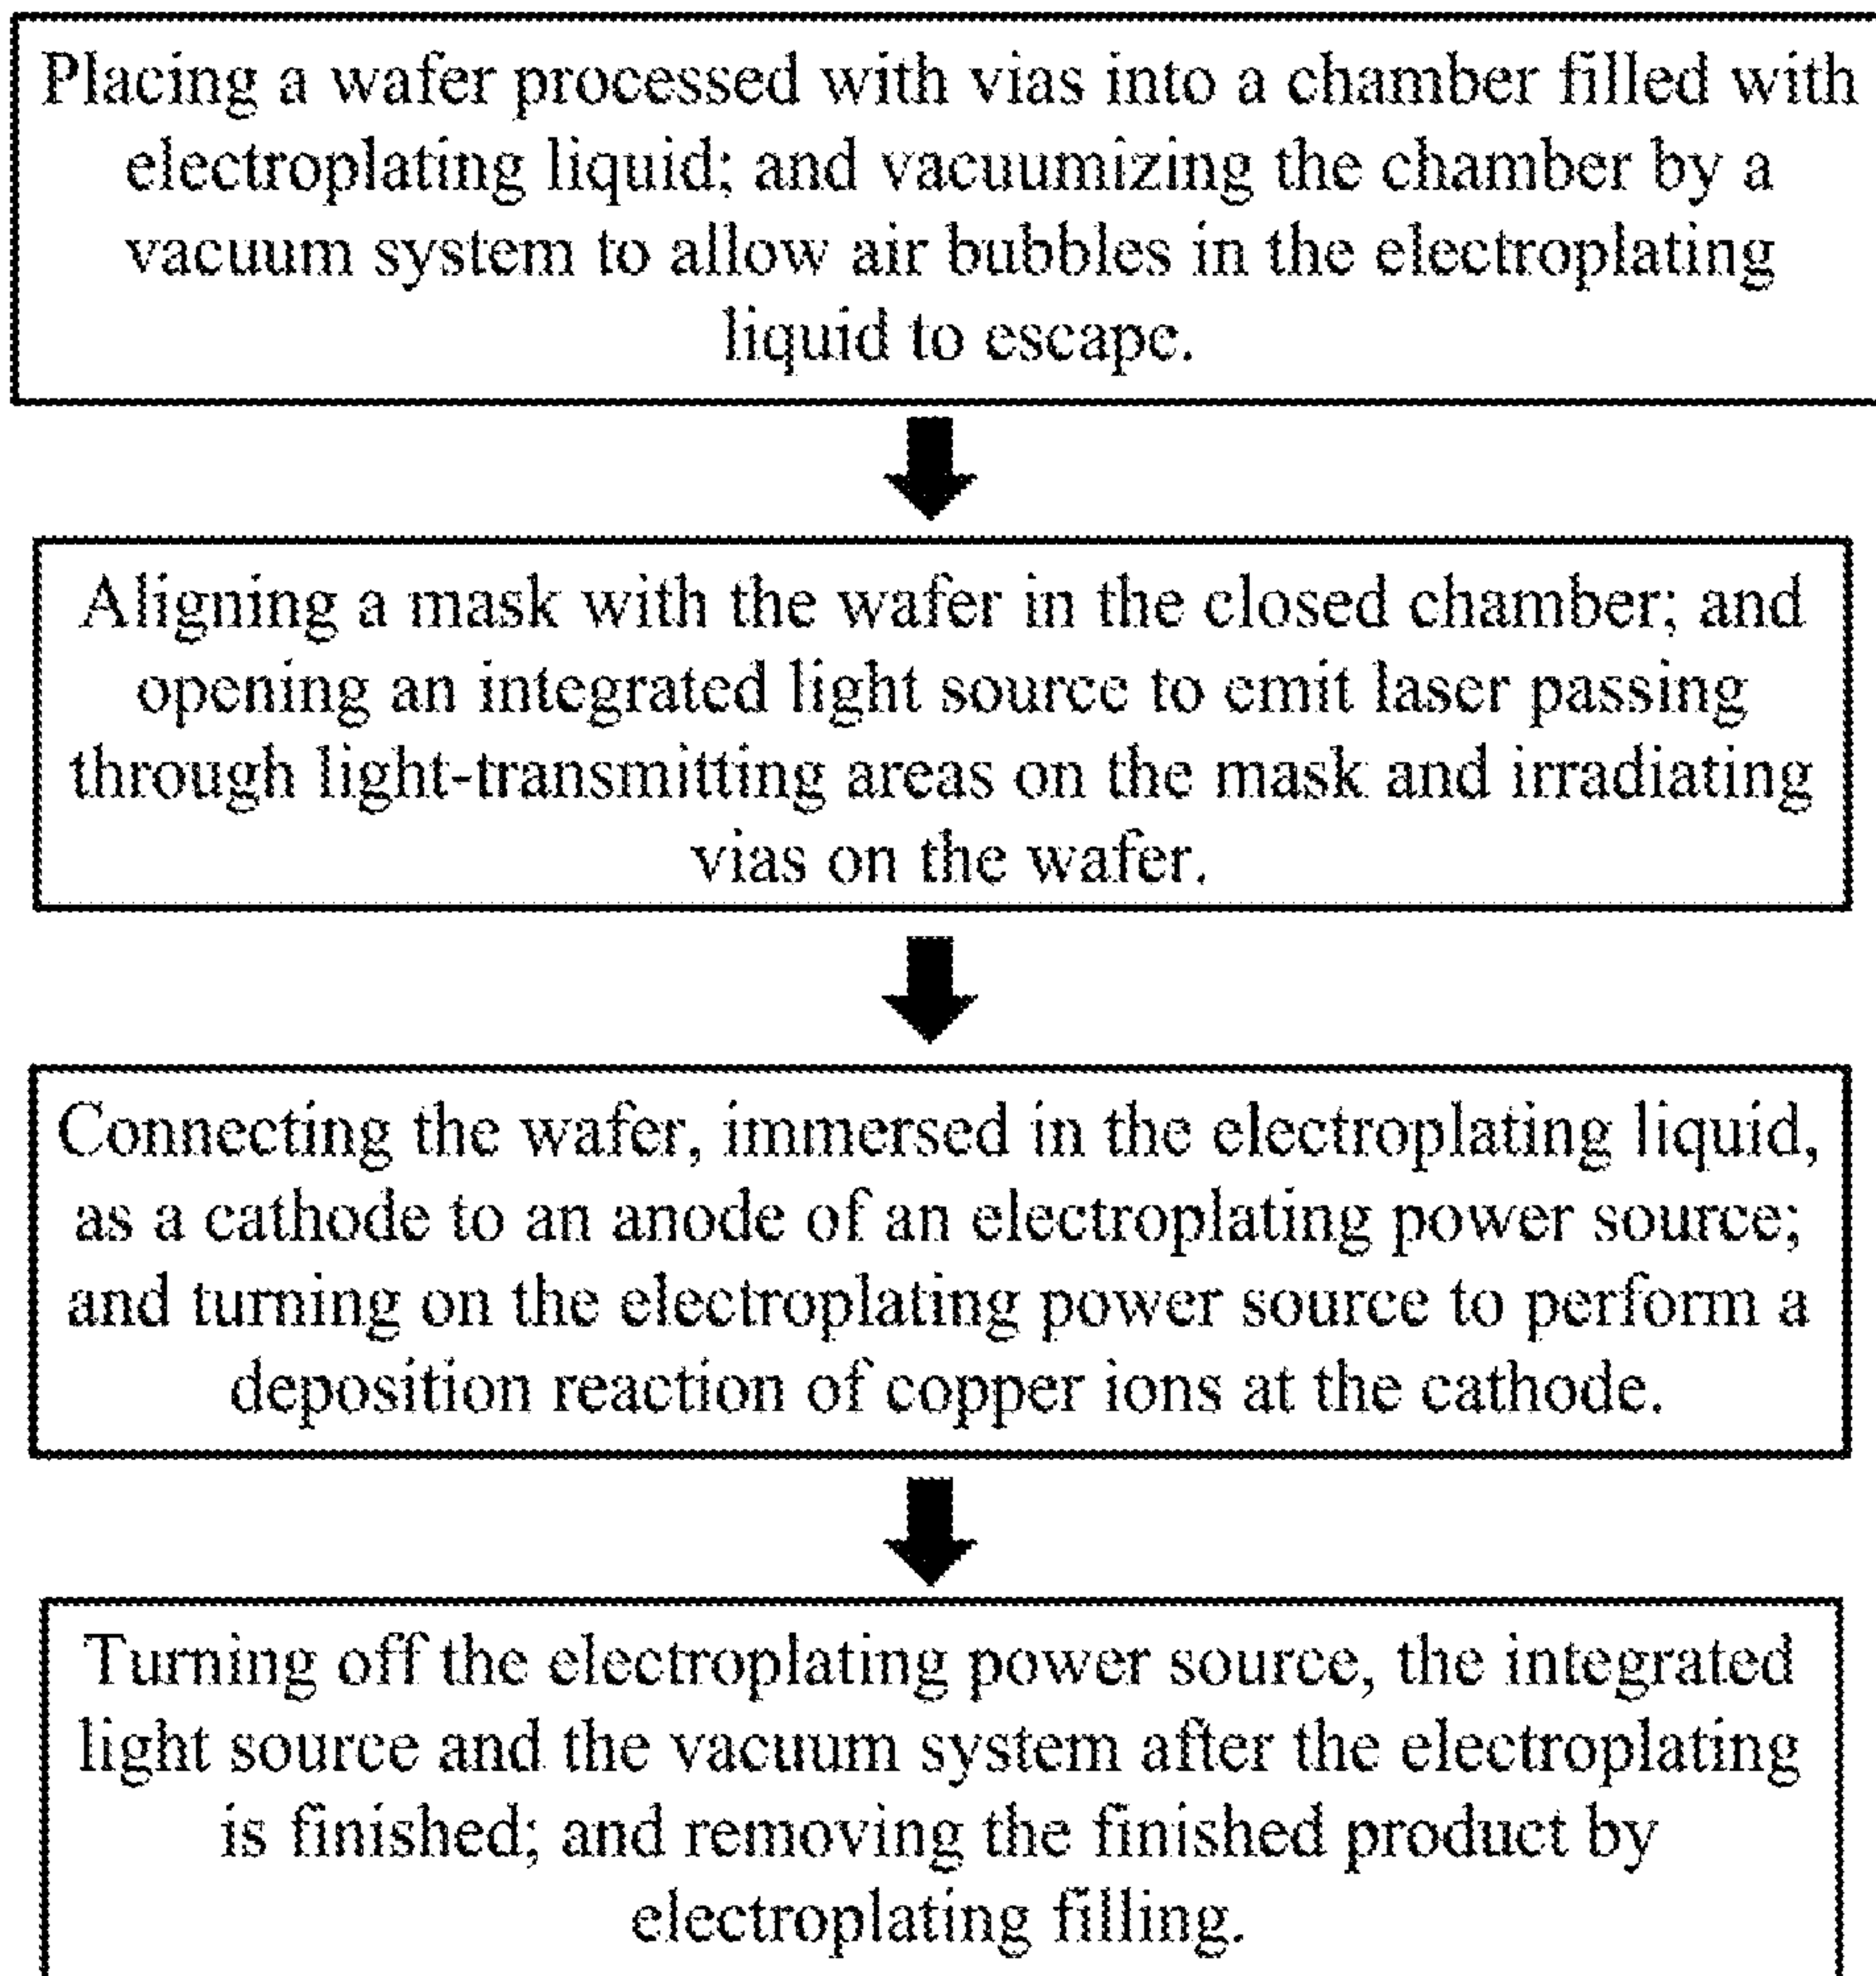 Placing a wafer processed with vias into a chamber filled with
electroplating liquid; and vacuumizing the chamber by a
vacuum system to allow air bubbles in the electroplating
liquid to escape.
Aligning a mask with the wafer in the closed chamber; and
opening an integrated light source to emit laser passing
through light-transmitting areas on the mask and irradiating
vias on the wafer.
Connecting the wafer, immersed in the electroplating liquid,
as a cathode to an anode of an electroplating power source;
and turning on the electroplating power source to perform a
deposition reaction of copper ions at the cathode.
Turning off the electroplating power source, the integrated
light source and the vacuum system after the electroplating
is finished; and removing the finished product by
electroplating filling.